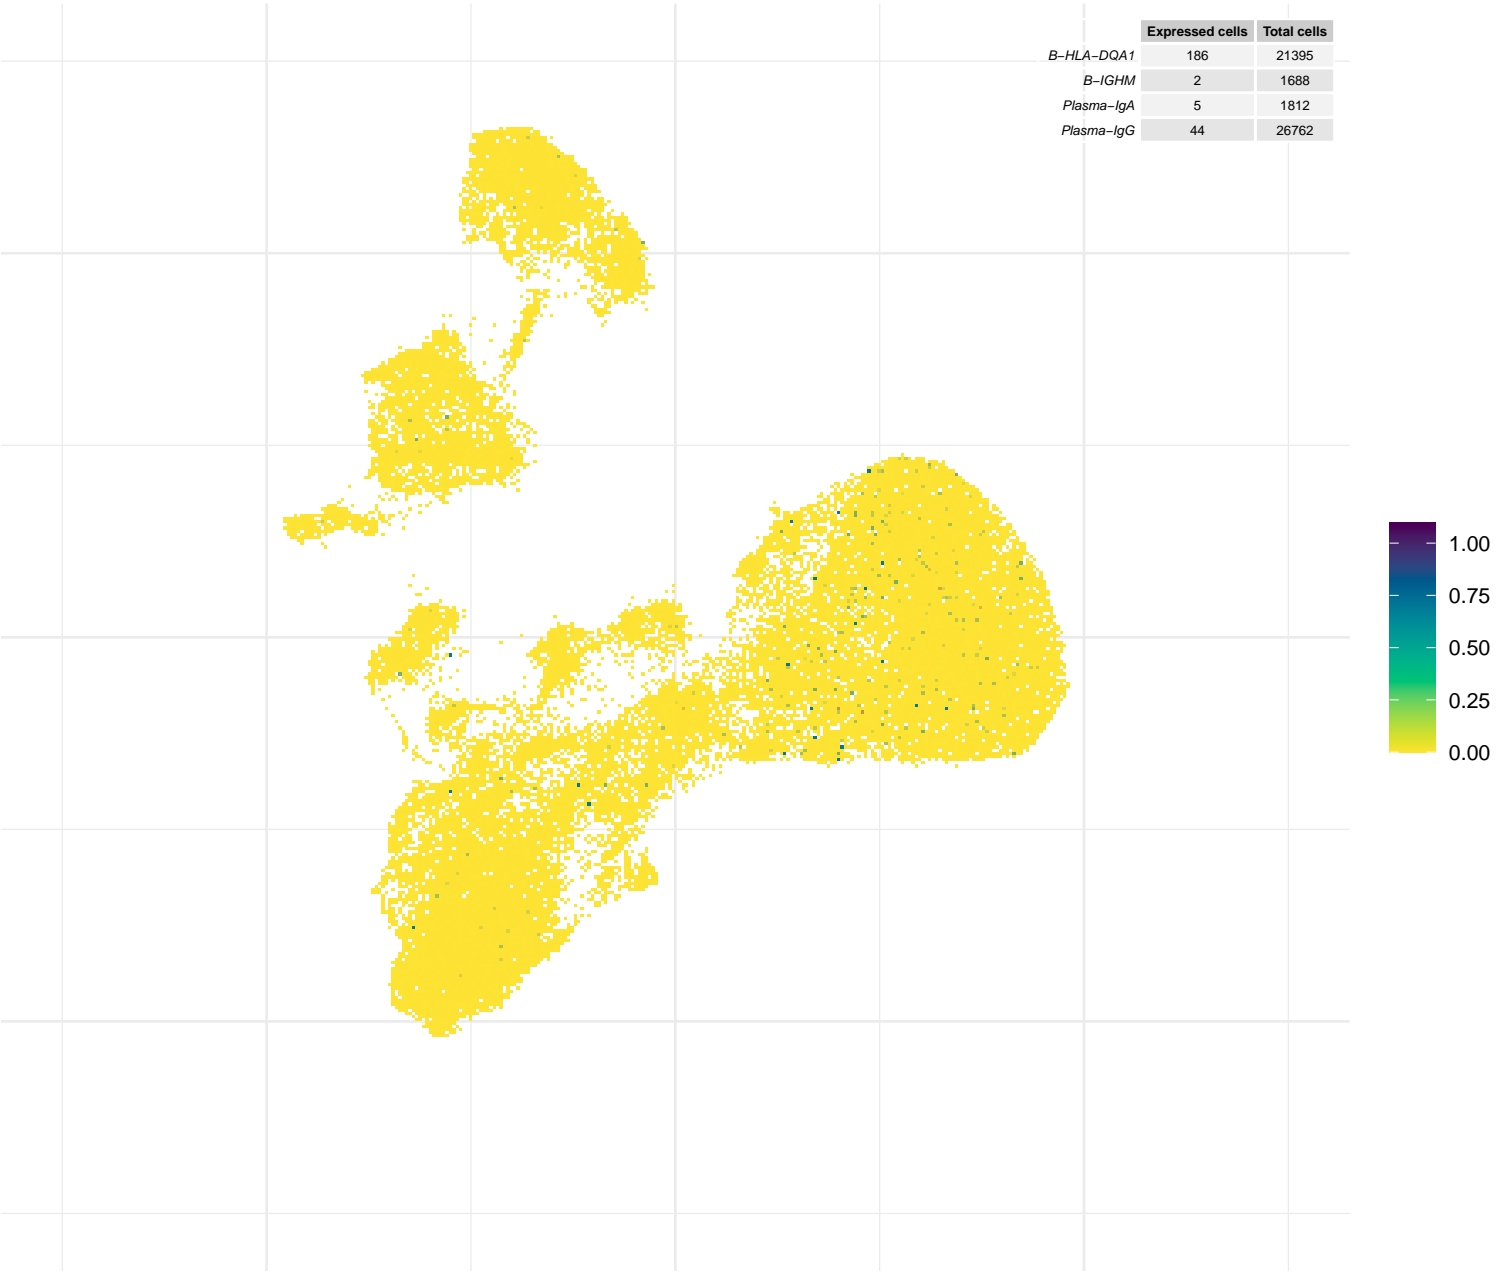 Expressed cells Total cells
B−HLA−DQA1 186 21395
B−IGHM 2 1688
Plasma−IgA 5 1812
Plasma−IgG 44 26762
1.00
0.75
0.50
0.25
0.00